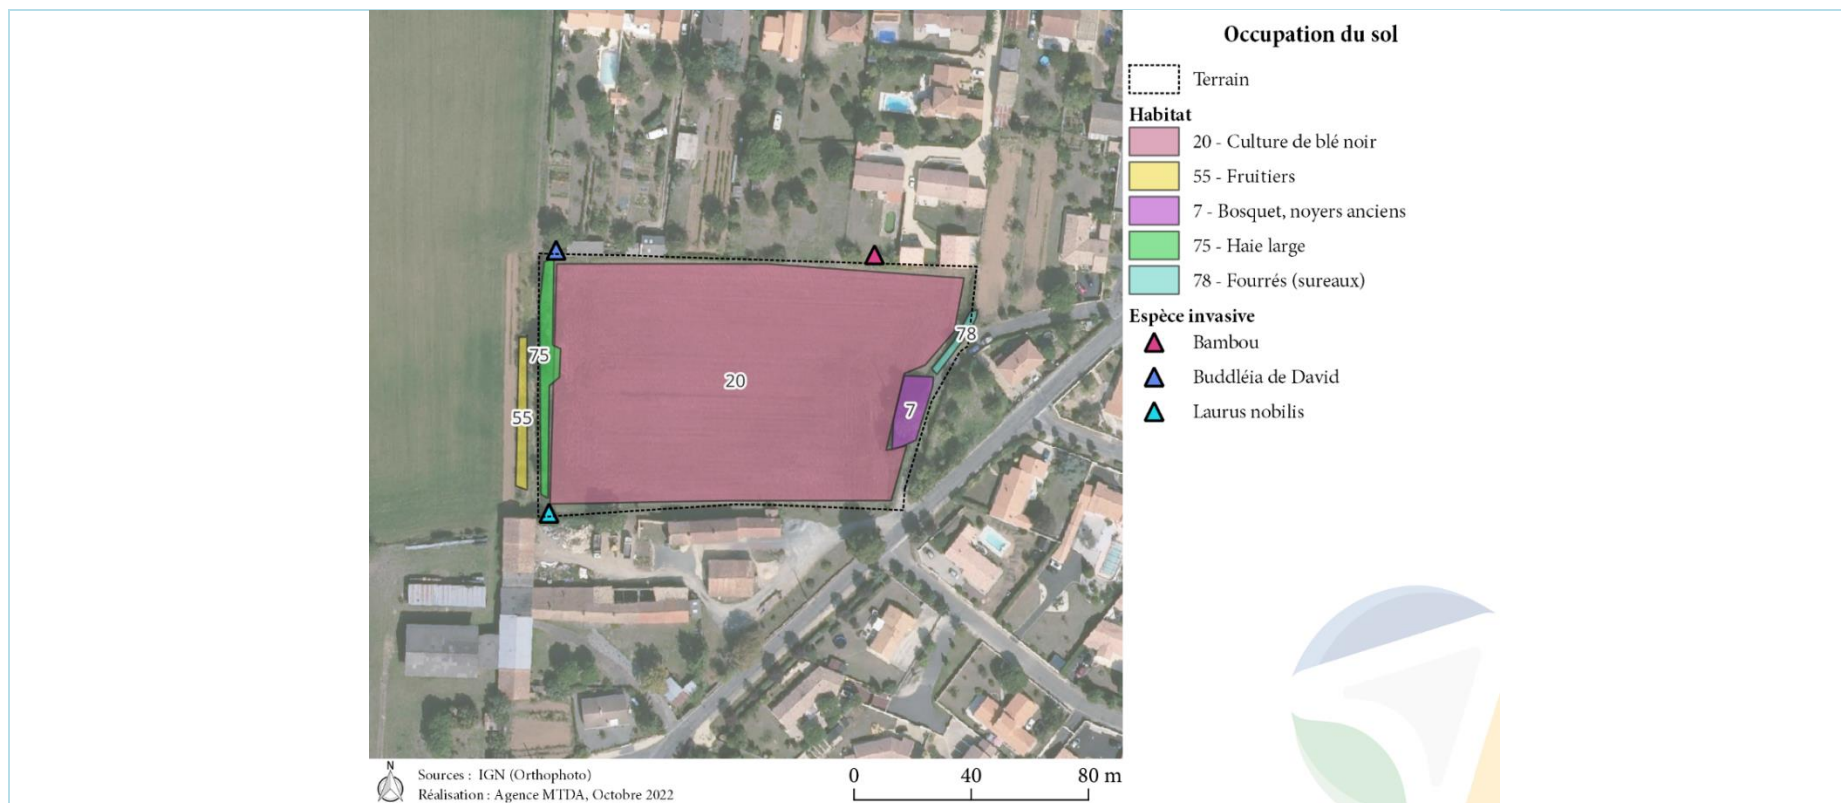 Occupation du sol
Terrain
Habitat
20 - Culture de blé noir
55 - Fruitiers
7 - Bosquet, noyers anciens
75 - Haie large
78 - Fourrés (sureaux)
Espèce invasive
Bambou
Buddléia de David
Laurus nobilis
78
75
20
7
55
N
Sources : IGN (Orthophoto)
Réalisation : Agence MTDA, Octobre 2022
0 40 80 m